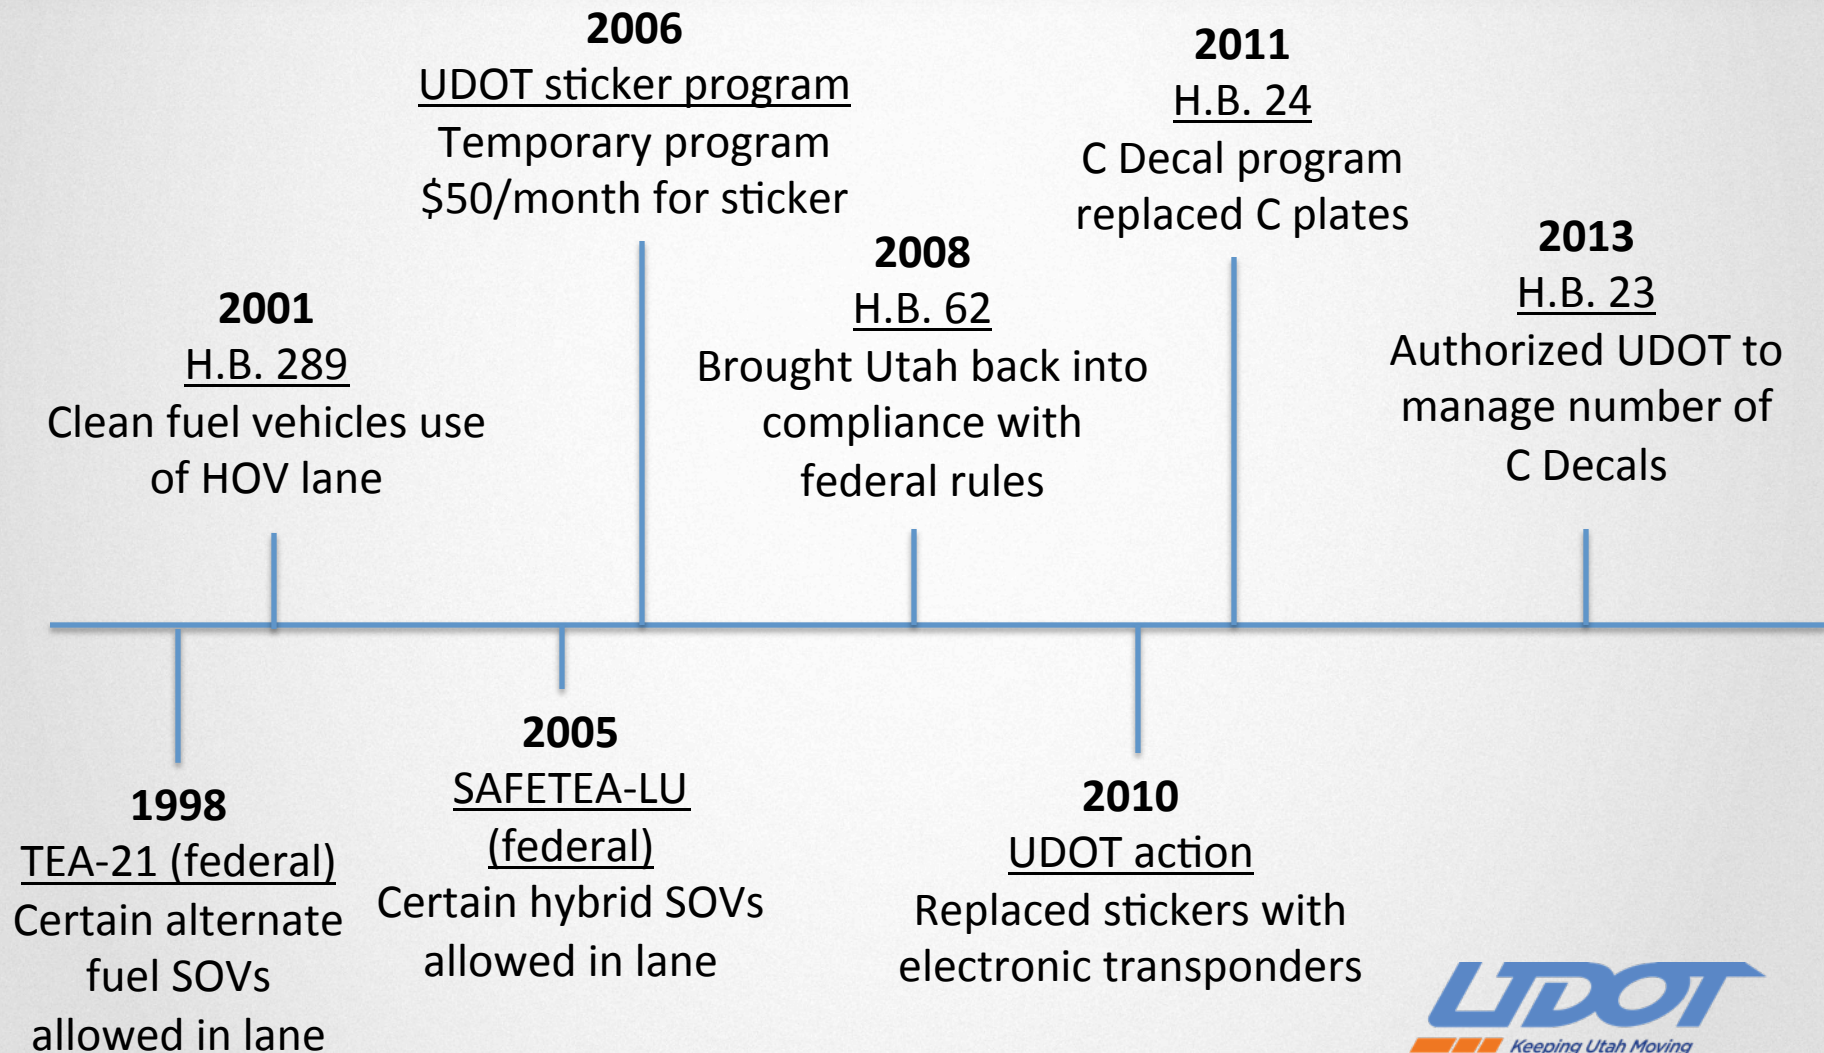 2006
UDOT sticker program
Temporary program
$50/month for sticker
2011
H.B. 24
C Decal program
replaced C plates
2001
H.B. 289
Clean fuel vehicles use
of HOV lane
2008
H.B. 62
Brought Utah back into
compliance with
federal rules
2013
H.B. 23
Authorized UDOT to
manage number of
C Decals
1998
TEA-21 (federal)
Certain alternate
fuel SOVs
allowed in lane
2005
SAFETEA-LU
(federal)
Certain hybrid SOVs
allowed in lane
2010
UDOT action
Replaced stickers with
electronic transponders
UDOT
Keeping Utah Moving